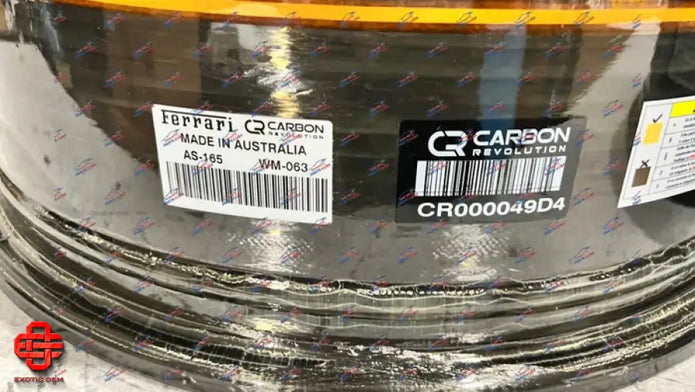 Ferrari CR CARBON
REVOLUTION
MADE IN AUSTRALIA
AS-165 WM-063
CR CARBON
REVOLUTION
CR000049D4
EXOTIC OEM